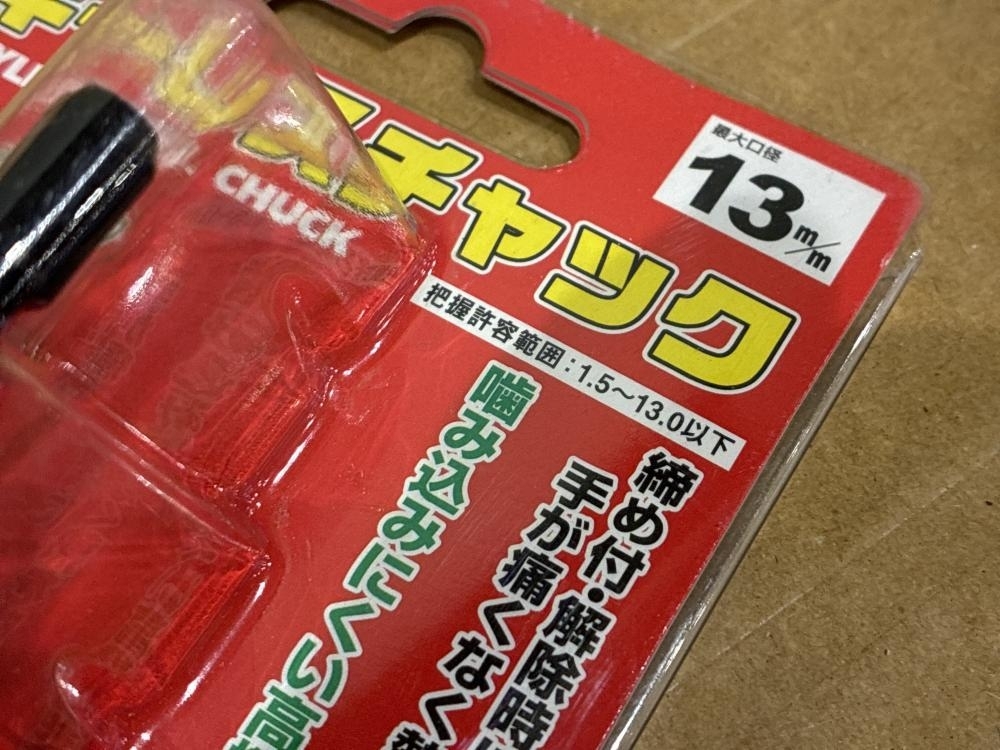 最大口径
13m/m
スチャック
CHUCK
把握許容範囲：1.5～13.0以下
締め付・解除時
手が痛くなく
噛み込みにくい高